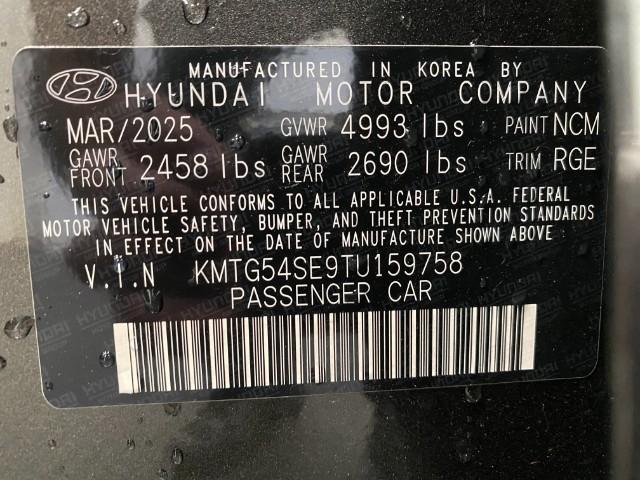 MANUFACTURED IN KOREA BY
HYUNDAI MOTOR COMPANY
MAR/2025 GVWR 4993 lbs PAINT NCM
GAWR FRONT 2458 lbs GAWR REAR 2690 lbs TRIM RGE
THIS VEHICLE CONFORMS TO ALL APPLICABLE U.S.A. FEDERAL
MOTOR VEHICLE SAFETY, BUMPER, AND THEFT PREVENTION STANDARDS
IN EFFECT ON THE DATE OF MANUFACTURE SHOWN ABOVE.
V.I.N KMTG54SE9TU159758
PASSENGER CAR